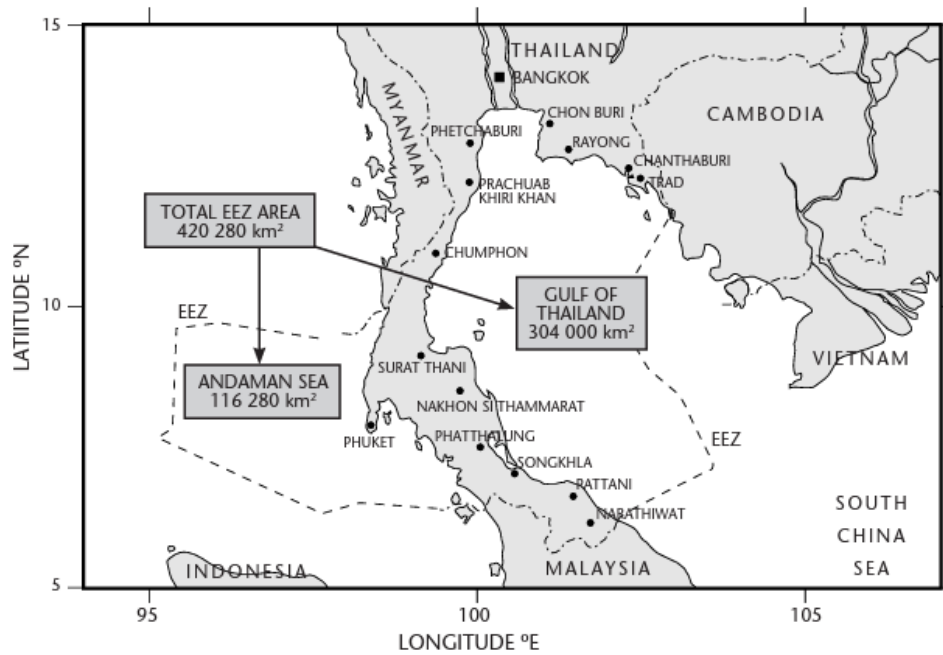 15
THAILAND
BANGKOK
MYANMAR
CHON BURI
CAMBODIA
PHETCHABURI
RAYONG
CHANTHABURI
TRAD
PRACHUAB
KHIRI KHAN
TOTAL EEZ AREA
420 280 km²
CHUMPHON
LATIITUDE ºN
10
GULF OF
THAILAND
304 000 km²
EEZ
VIETNAM
SURAT THANI
ANDAMAN SEA
116 280 km²
NAKHON SI THAMMARAT
PHUKET
PHATTHALUNG
EEZ
SONGKHLA
PATTANI
NARATHIWAT
SOUTH
CHINA
SEA
INDONESIA
MALAYSIA
5
95
100
105
LONGITUDE ºE